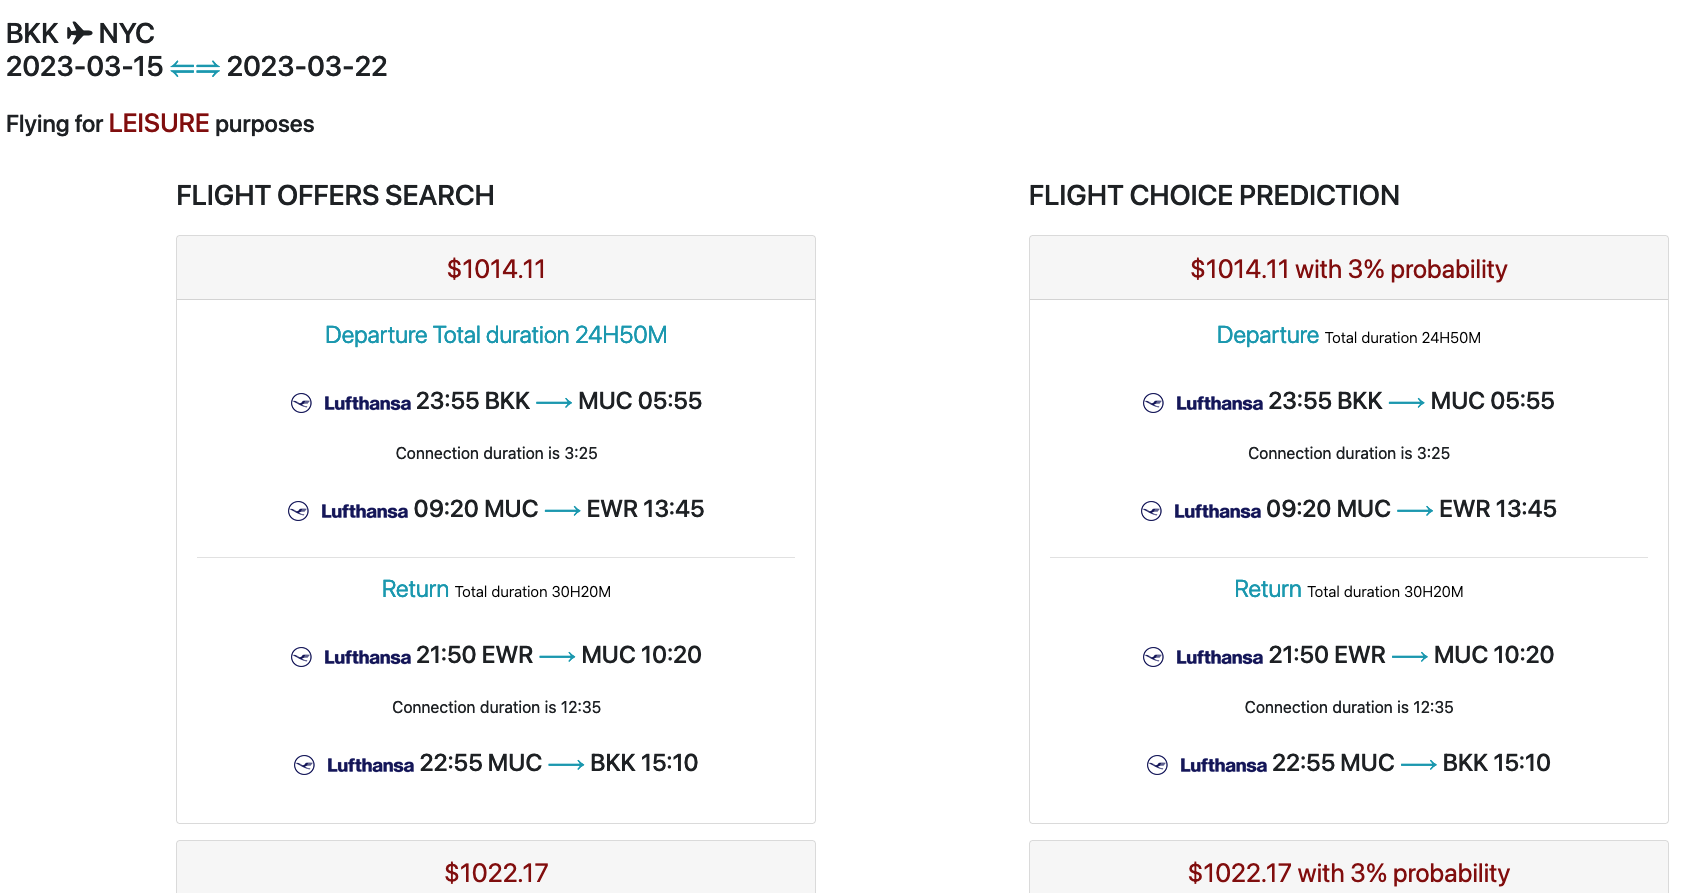 BKK ✈ NYC
2023-03-15 ⟸⟹ 2023-03-22
Flying for LEISURE purposes
FLIGHT OFFERS SEARCH
$1014.11
Departure Total duration 24H50M
Lufthansa 23:55 BKK ⟶ MUC 05:55
Connection duration is 3:25
Lufthansa 09:20 MUC ⟶ EWR 13:45
Return Total duration 30H20M
Lufthansa 21:50 EWR ⟶ MUC 10:20
Connection duration is 12:35
Lufthansa 22:55 MUC ⟶ BKK 15:10
$1022.17
FLIGHT CHOICE PREDICTION
$1014.11 with 3% probability
Departure Total duration 24H50M
Lufthansa 23:55 BKK ⟶ MUC 05:55
Connection duration is 3:25
Lufthansa 09:20 MUC ⟶ EWR 13:45
Return Total duration 30H20M
Lufthansa 21:50 EWR ⟶ MUC 10:20
Connection duration is 12:35
Lufthansa 22:55 MUC ⟶ BKK 15:10
$1022.17 with 3% probability